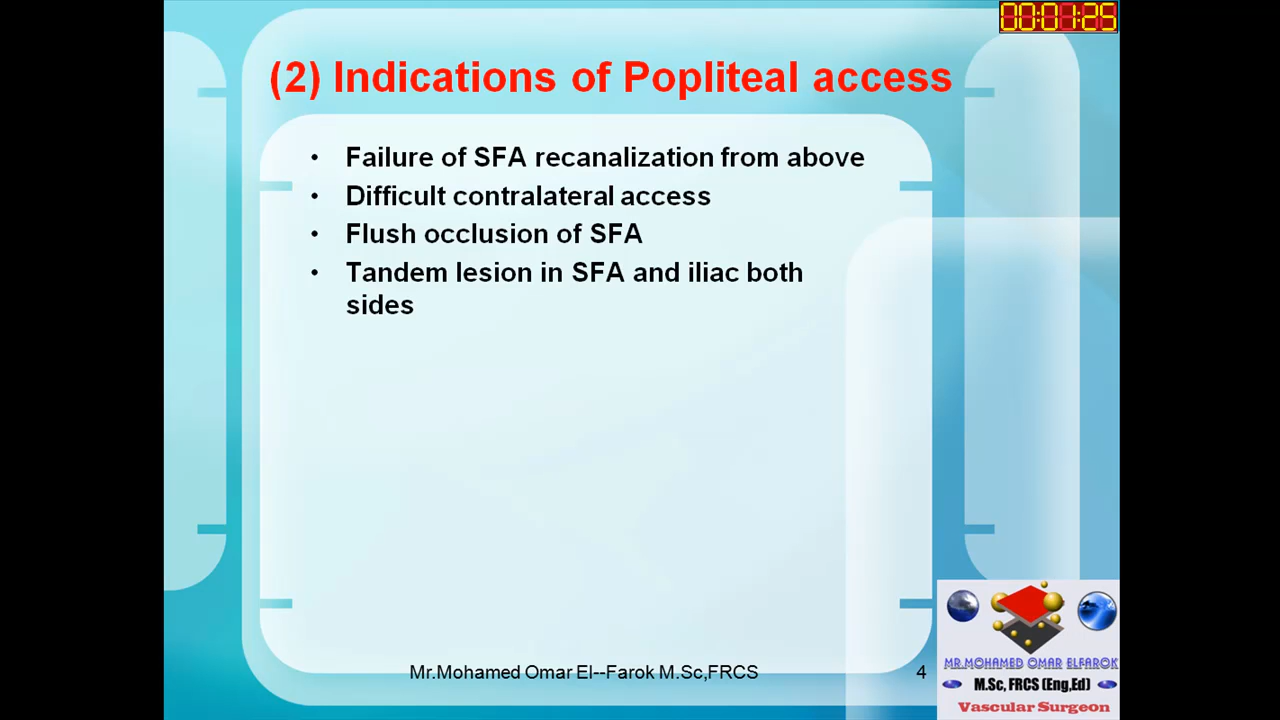 00:01:25
(2) Indications of Popliteal access
• Failure of SFA recanalization from above
• Difficult contralateral access
• Flush occlusion of SFA
• Tandem lesion in SFA and iliac both
sides
Mr.Mohamed Omar El--Farok M.Sc,FRCS
4
MR.MOHAMED OMAR ELFAROK
M.Sc, FRCS (Eng,Ed)
Vascular Surgeon